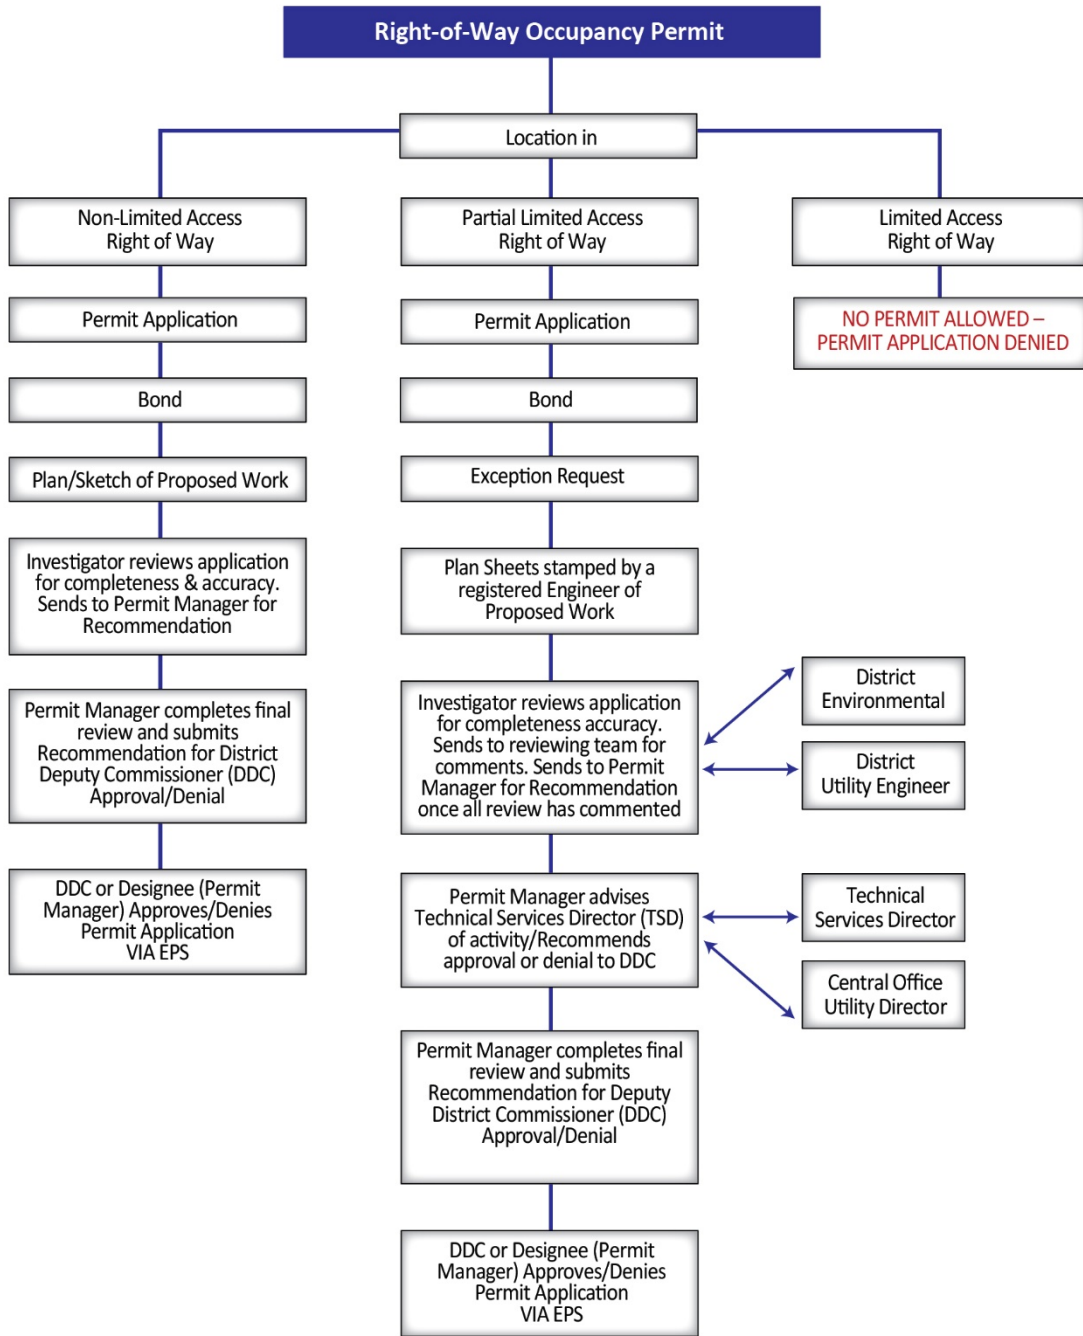 Right-of-Way Occupancy Permit
Location in
Non-Limited Access
Right of Way
Permit Application
Bond
Plan/Sketch of Proposed Work
Investigator reviews application
for completeness & accuracy.
Sends to Permit Manager for
Recommendation
Permit Manager completes final
review and submits
Recommendation for District
Deputy Commissioner (DDC)
Approval/Denial
DDC or Designee (Permit
Manager) Approves/Denies
Permit Application
VIA EPS
Partial Limited Access
Right of Way
Permit Application
Bond
Exception Request
Plan Sheets stamped by a
registered Engineer of
Proposed Work
Investigator reviews application
for completeness accuracy.
Sends to reviewing team for
comments. Sends to Permit
Manager for Recommendation
once all review has commented
District
Environmental
District
Utility Engineer
Permit Manager advises
Technical Services Director (TSD)
of activity/Recommends
approval or denial to DDC
Technical
Services Director
Central Office
Utility Director
Permit Manager completes final
review and submits
Recommendation for Deputy
District Commissioner (DDC)
Approval/Denial
DDC or Designee (Permit
Manager) Approves/Denies
Permit Application
VIA EPS
Limited Access
Right of Way
NO PERMIT ALLOWED –
PERMIT APPLICATION DENIED